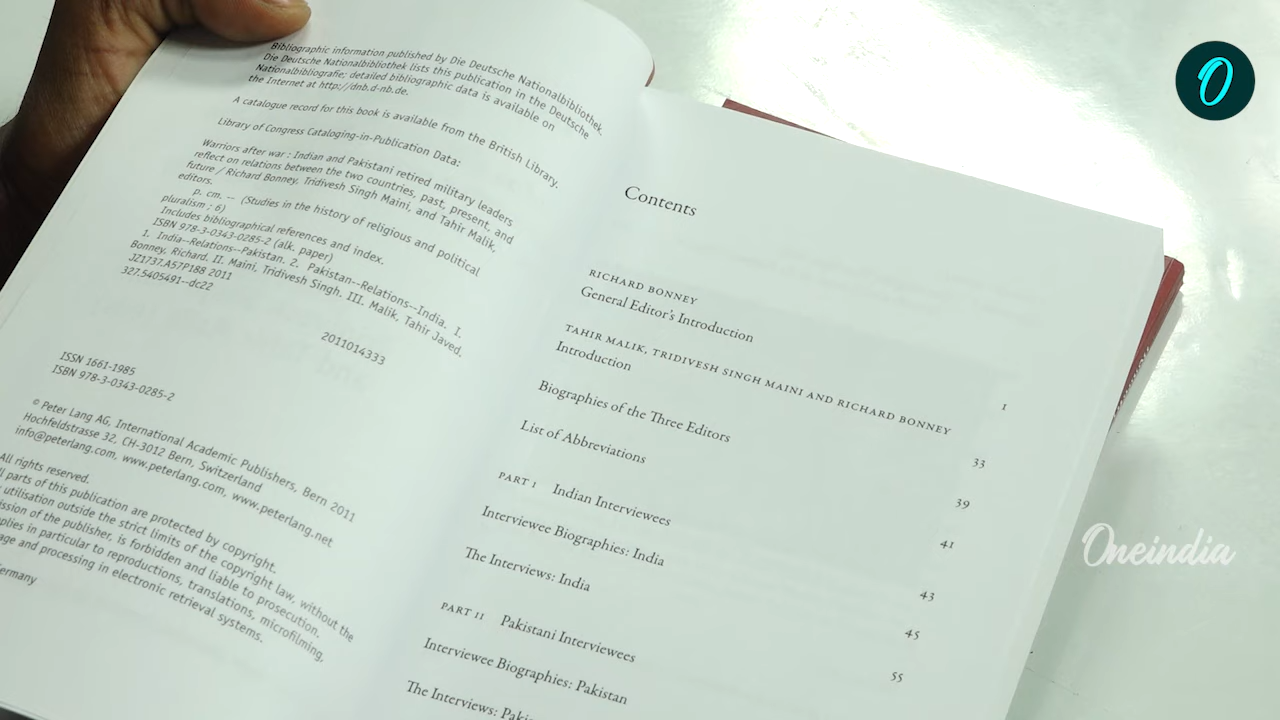 Bibliographic information published by Die Deutsche Nationalbibliothek
Die Deutsche Nationalbibliothek lists this publication in the Deutsche
Nationalbibliografie; detailed bibliographic data is available on
the Internet at http://dnb.d-nb.de.
A catalogue record for this book is available from the British Library.
Library of Congress Cataloging-in-Publication Data:
Warriors after war : Indian and Pakistani retired military leaders
reflect on relations between the two countries, past, present, and
future / Richard Bonney, Tridivesh Singh Maini, and Tahir Malik,
editors.
p. cm. -- (Studies in the history of religious and political
pluralism ; 6)
Includes bibliographical references and index.
ISBN 978-3-0343-0285-2 (alk. paper)
1. India--Relations--Pakistan. 2. Pakistan--Relations--India. I.
Bonney, Richard. II. Maini, Tridivesh Singh. III. Malik, Tahir Javed.
JZ1737.A57P188 2011
327.5405491--dc22
2011014333
ISSN 1661-1985
ISBN 978-3-0343-0285-2
© Peter Lang AG, International Academic Publishers, Bern 2011
Hochfeldstrasse 32, CH-3012 Bern, Switzerland
info@peterlang.com, www.peterlang.com, www.peterlang.net
All rights reserved.
parts of this publication are protected by copyright.
utilisation outside the strict limits of the copyright law, without the
of the publisher, is forbidden and liable to prosecution.
in particular to reproductions, translations, microfilming,
and processing in electronic retrieval systems.
Germany
Contents
RICHARD BONNEY
General Editor's Introduction 1
TAHIR MALIK, TRIDIVESH SINGH MAINI AND RICHARD BONNEY
Introduction 33
Biographies of the Three Editors 39
List of Abbreviations 41
PART I Indian Interviewees 43
Interviewee Biographies: India 45
The Interviews: India 55
PART II Pakistani Interviewees
Interviewee Biographies: Pakistan
The Interviews:
O
Oneindia